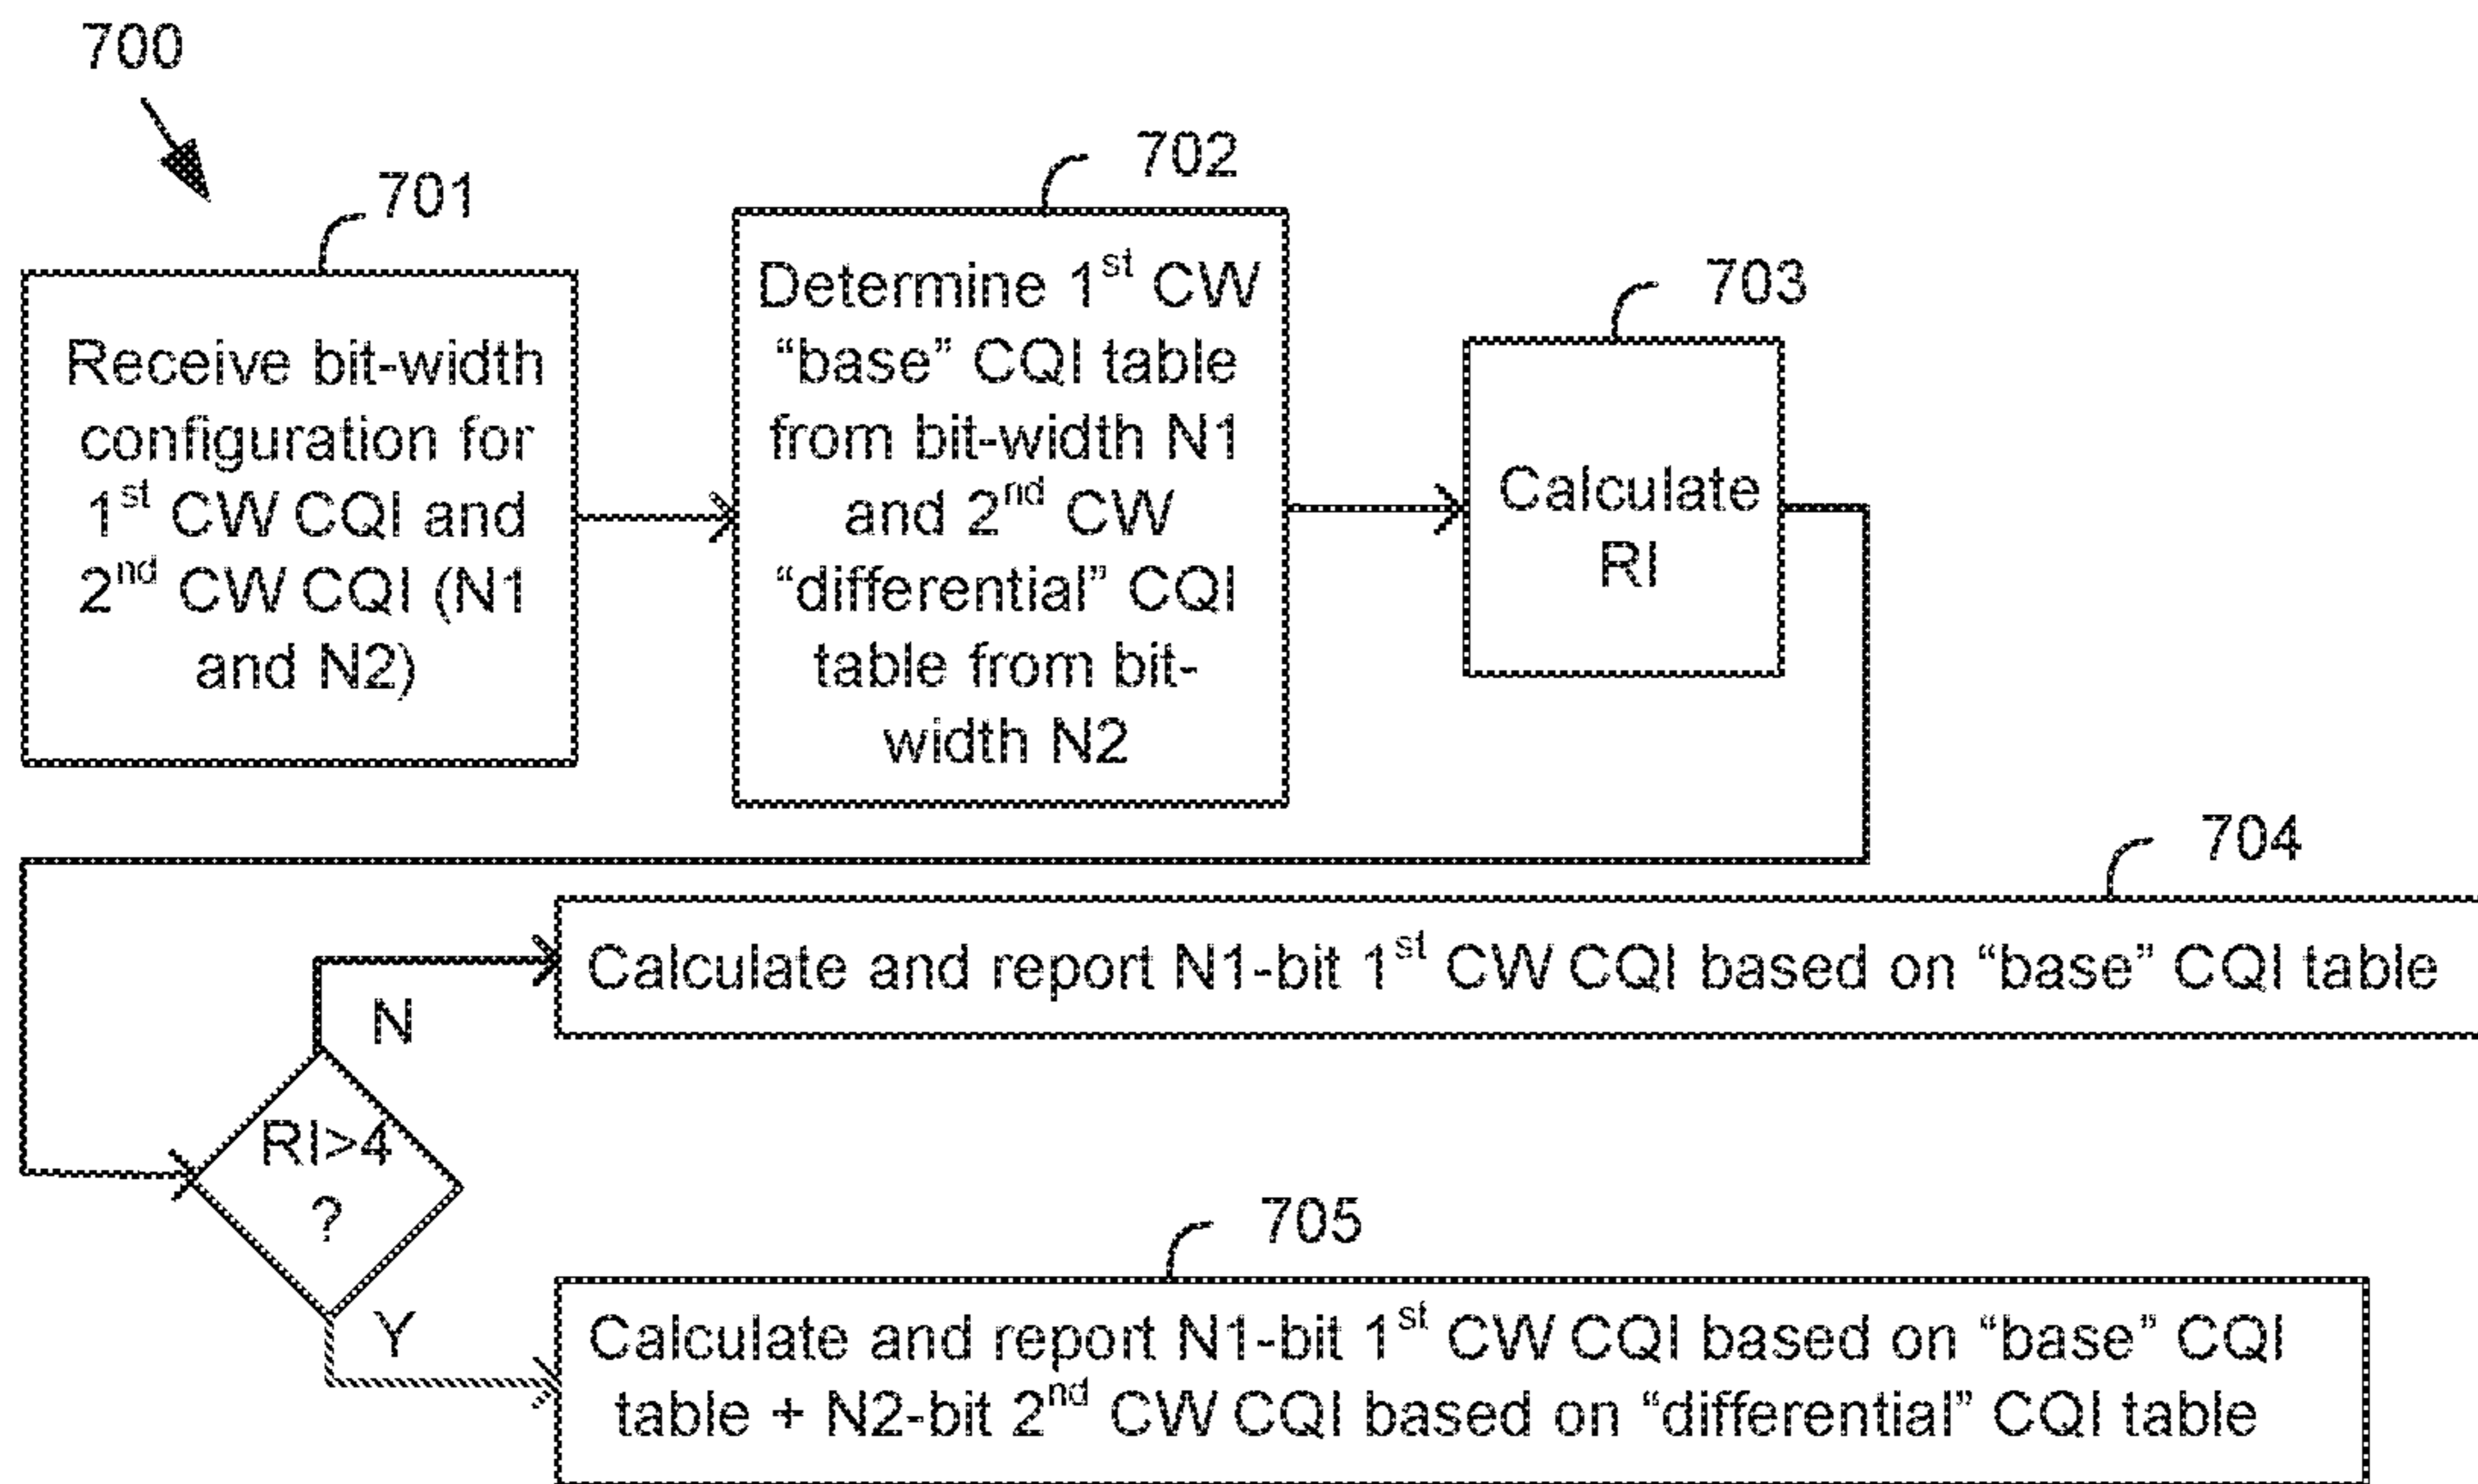 700
701
Receive bit-width
configuration for
1st CW CQI and
2nd CW CQI (N1
and N2)
702
Determine 1st CW
“base” CQI table
from bit-width N1
and 2nd CW
“differential” CQI
table from bit-
width N2
703
Calculate
RI
704
Calculate and report N1-bit 1st CW CQI based on “base” CQI table
N
RI>4
?
Y
705
Calculate and report N1-bit 1st CW CQI based on “base” CQI
table + N2-bit 2nd CW CQI based on “differential” CQI table